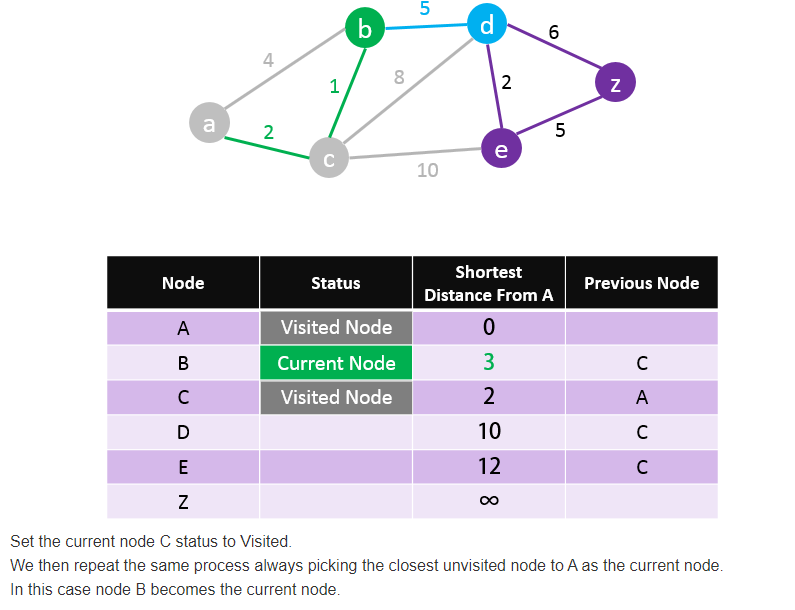 5
b
d
6
4
8
1
2
z
a
2
5
c
e
10
Node Status Shortest Distance From A Previous Node
A Visited Node 0
B Current Node 3 C
C Visited Node 2 A
D 10 C
E 12 C
Z ∞
Set the current node C status to Visited.
We then repeat the same process always picking the closest unvisited node to A as the current node.
In this case node B becomes the current node.